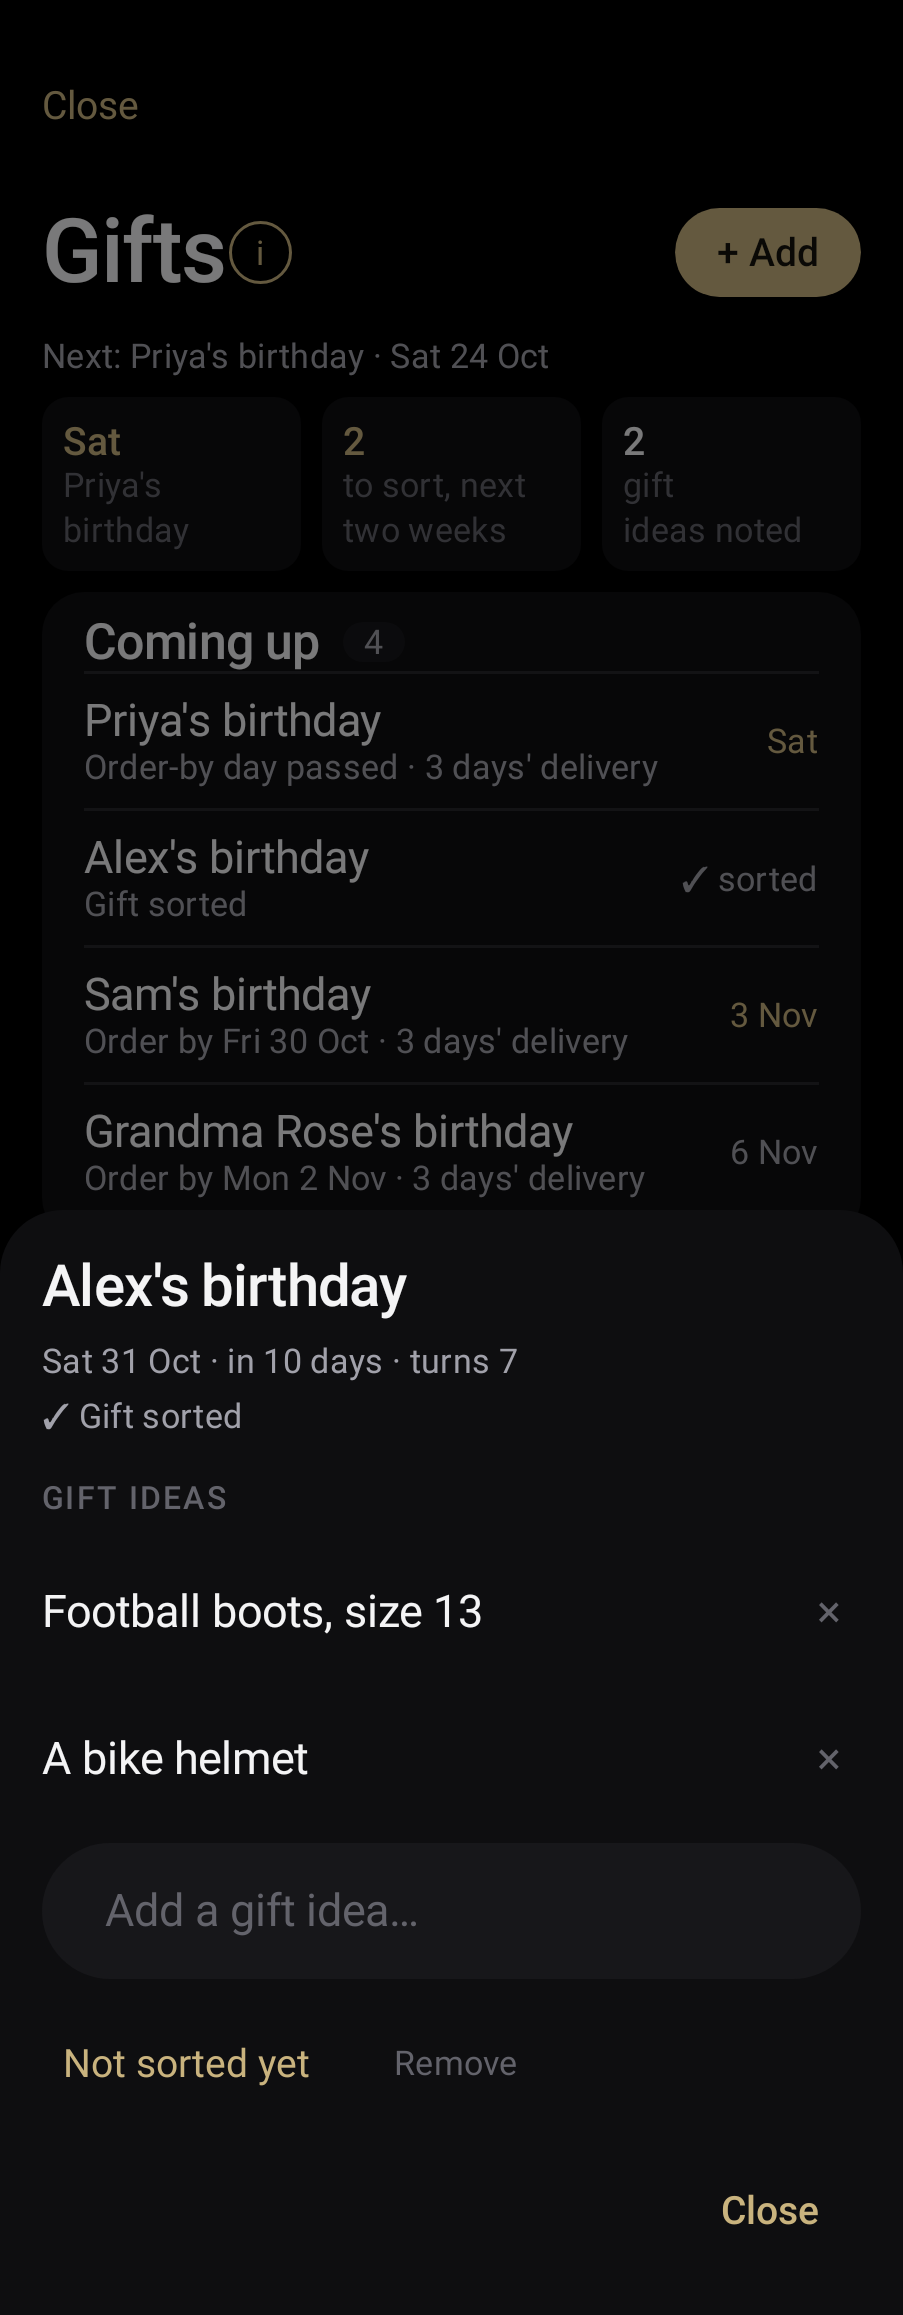 Close
Gifts i
+ Add
Next: Priya's birthday · Sat 24 Oct
Sat
Priya's
birthday
2
to sort, next
two weeks
2
gift
ideas noted
Coming up 4
Priya's birthday
Order-by day passed · 3 days' delivery
Sat
Alex's birthday
Gift sorted
✓ sorted
Sam's birthday
Order by Fri 30 Oct · 3 days' delivery
3 Nov
Grandma Rose's birthday
Order by Mon 2 Nov · 3 days' delivery
6 Nov
Alex's birthday
Sat 31 Oct · in 10 days · turns 7
✓ Gift sorted
GIFT IDEAS
Football boots, size 13 ×
A bike helmet ×
Add a gift idea…
Not sorted yet
Remove
Close